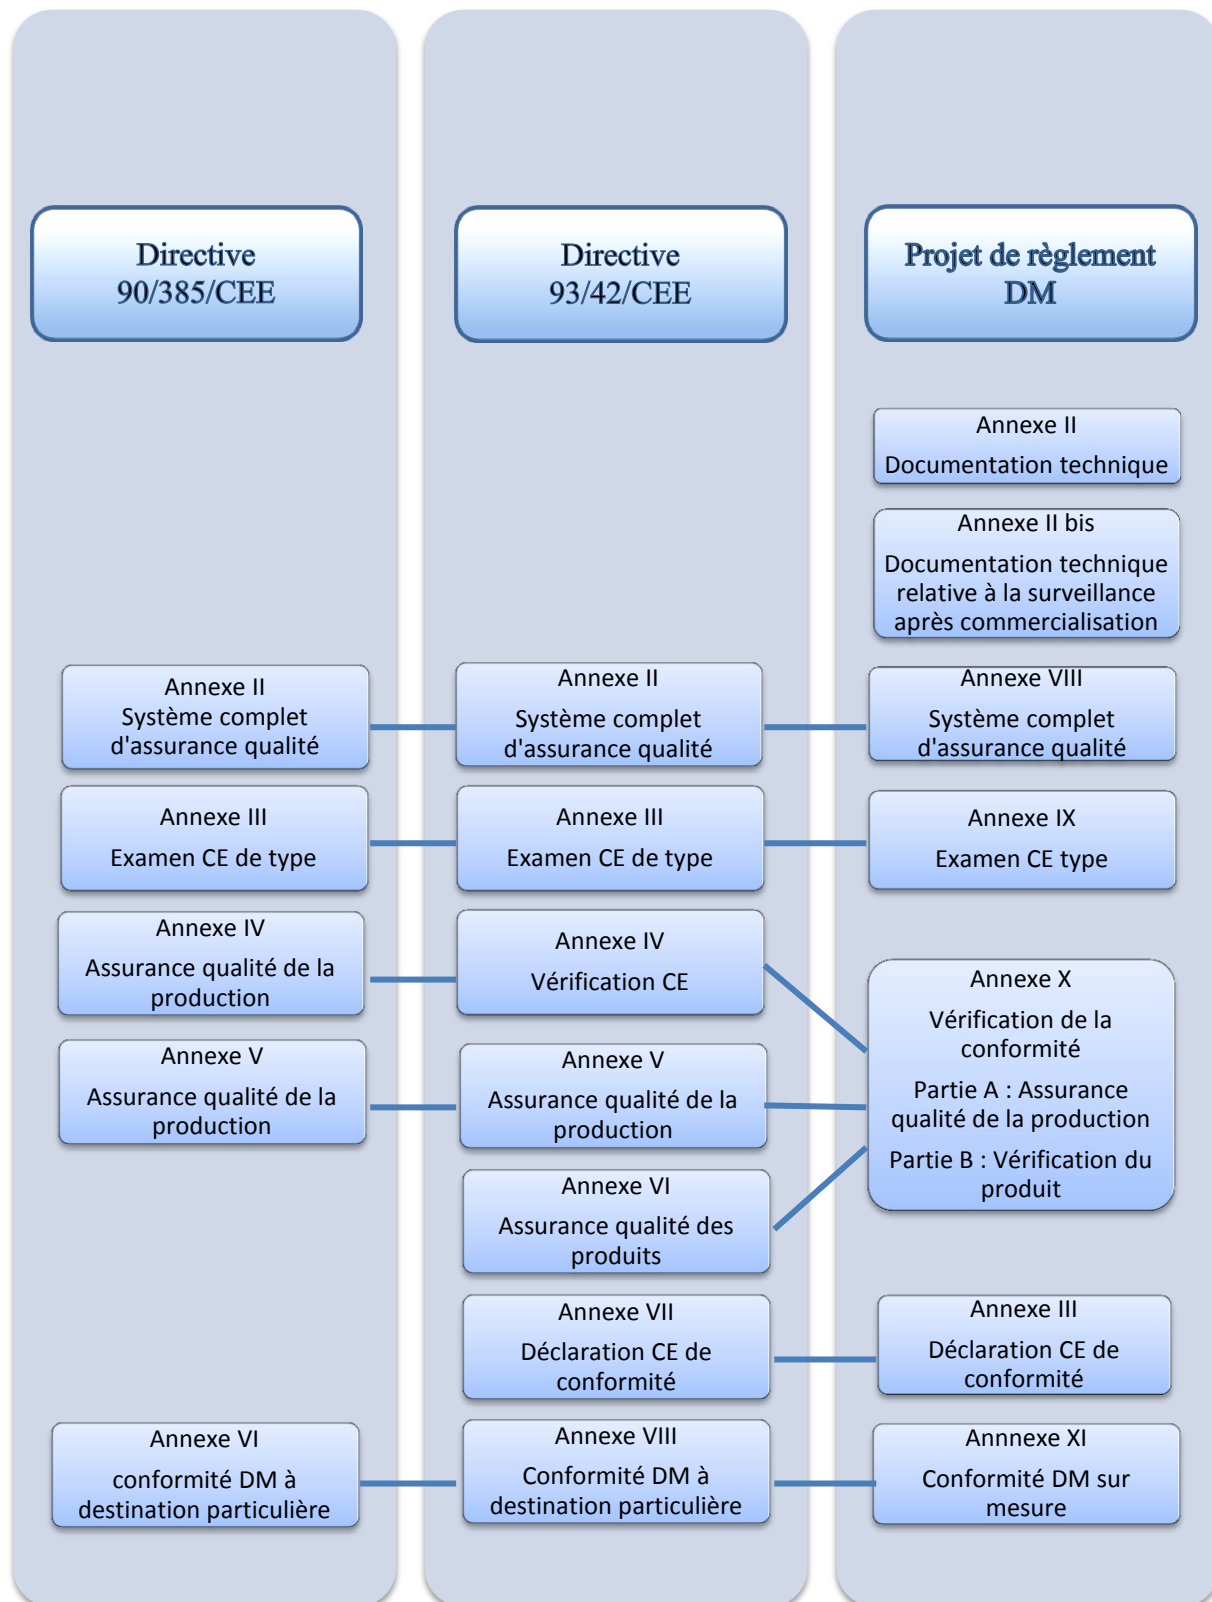 Directive
90/385/CEE
Annexe II
Système complet
d'assurance qualité
Annexe III
Examen CE de type
Annexe IV
Assurance qualité de la
production
Annexe V
Assurance qualité de la
production
Annexe VI
conformité DM à
destination particulière
Directive
93/42/CEE
Annexe II
Système complet
d'assurance qualité
Annexe III
Examen CE de type
Annexe IV
Vérification CE
Annexe V
Assurance qualité de la
production
Annexe VI
Assurance qualité des
produits
Annexe VII
Déclaration CE de
conformité
Annexe VIII
Conformité DM à
destination particulière
Projet de règlement
DM
Annexe II
Documentation technique
Annexe II bis
Documentation technique
relative à la surveillance
après commercialisation
Annexe VIII
Système complet
d'assurance qualité
Annexe IX
Examen CE type
Annexe X
Vérification de la
conformité
Partie A : Assurance
qualité de la production
Partie B : Vérification du
produit
Annexe III
Déclaration CE de
conformité
Annnexe XI
Conformité DM sur
mesure